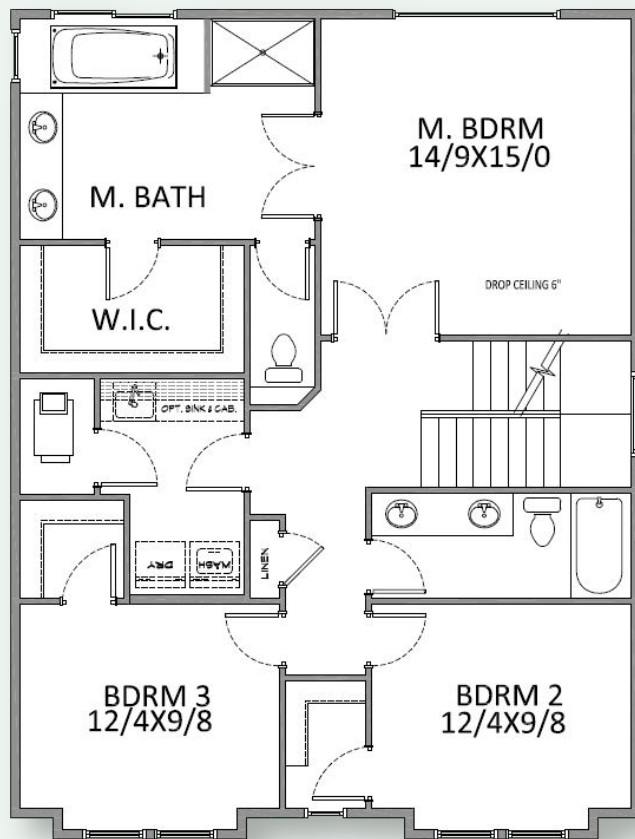 M. BDRM
14/9X15/0
M. BATH
DROP CEILING 6"
W.I.C.
OPT. SINK & CAB.
LINEN
DRY
WASH
BDRM 3
12/4X9/8
BDRM 2
12/4X9/8